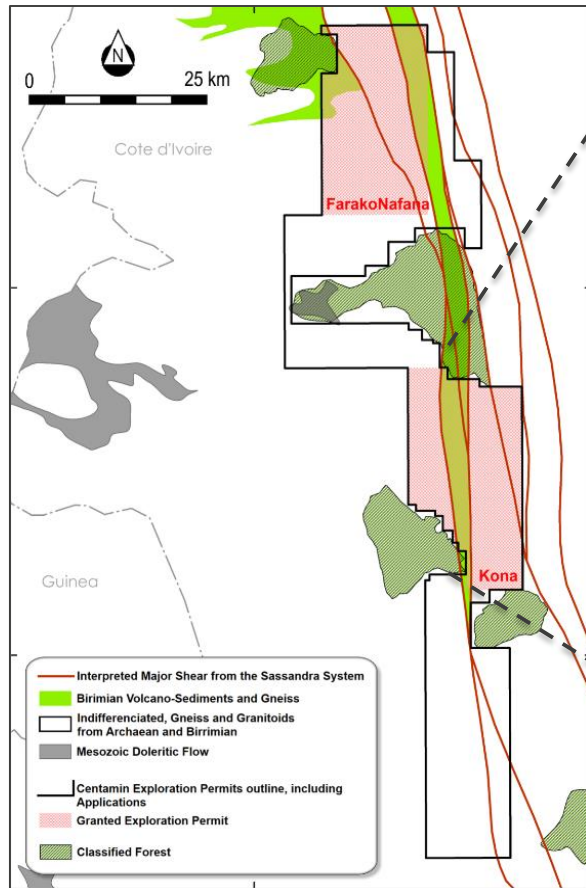 N
0 25 km
Cote d'Ivoire
FarakoNafana
Guinea
Kona
Interpreted Major Shear from the Sassandra System
Birimian Volcano-Sediments and Gneiss
Indifferenciated, Gneiss and Granitoids
from Archaean and Birrimian
Mesozoic Doleritic Flow
Centamin Exploration Permits outline, including
Applications
Granted Exploration Permit
Classified Forest